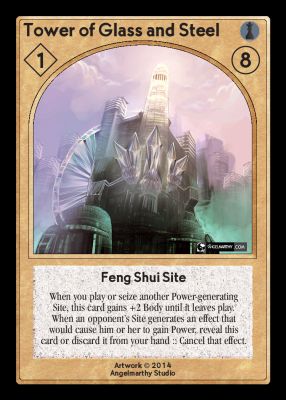 Tower of Glass and Steel
1
8
ANGELMARTHY.COM
Feng Shui Site
When you play or seize another Power-generating
Site, this card gains +2 Body until it leaves play.
When an opponent's Site generates an effect that
would cause him or her to gain Power, reveal this
card or discard it from your hand :: Cancel that effect.
Artwork © 2014
Angelmarthy Studio